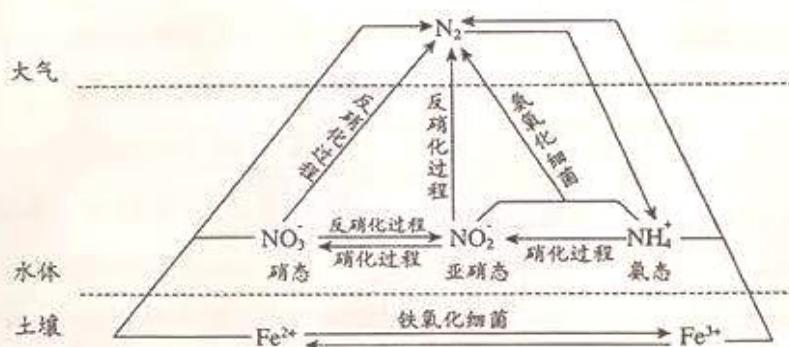 N₂
大气
反硝化过程
反硝化过程
氨氧化细菌
NO₃⁻ 反硝化过程 NO₂⁻ 硝化过程 NH₄⁺
硝态 硝化过程 亚硝态 氨态
水体
土壤
Fe²⁺ 铁氧化细菌 Fe³⁺